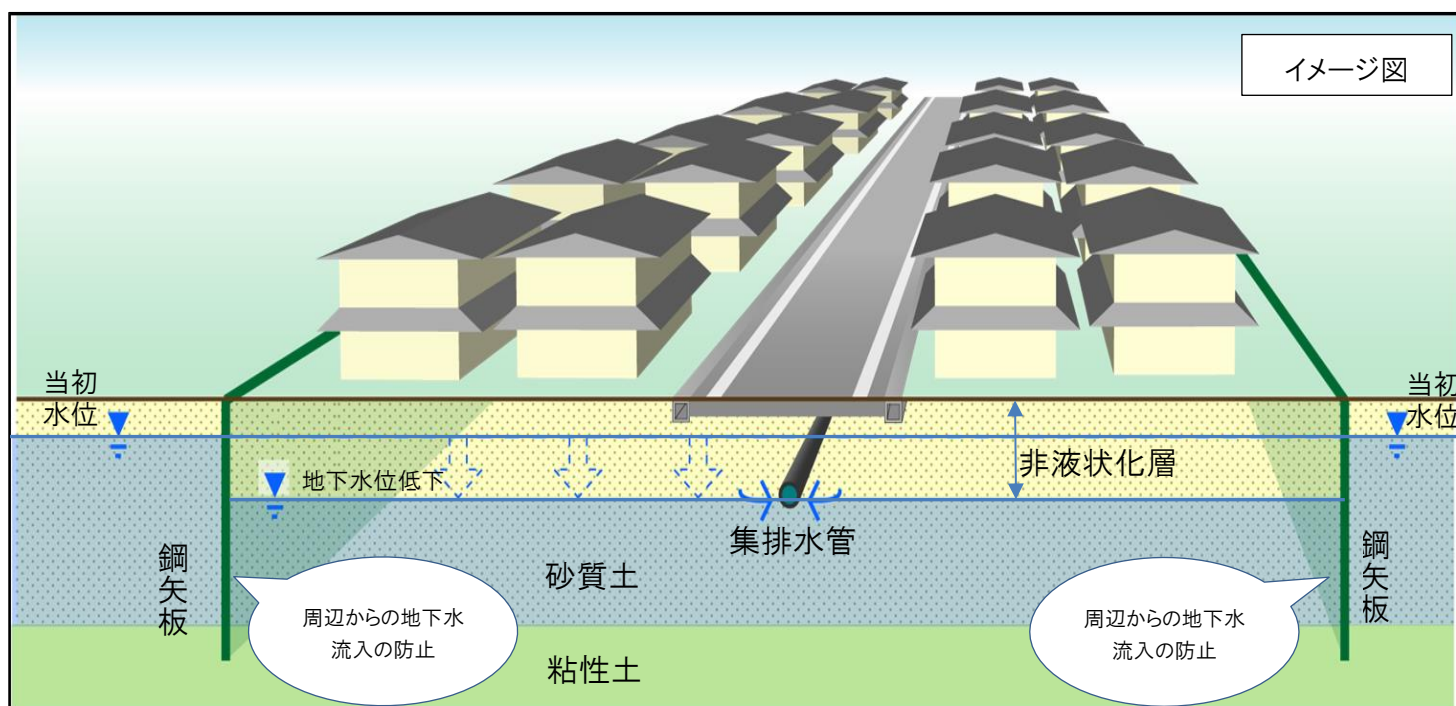 イメージ図
当初
水位
当初
水位
地下水位低下
非液状化層
集排水管
鋼矢板
砂質土
鋼矢板
周辺からの地下水
流入の防止
周辺からの地下水
流入の防止
粘性土